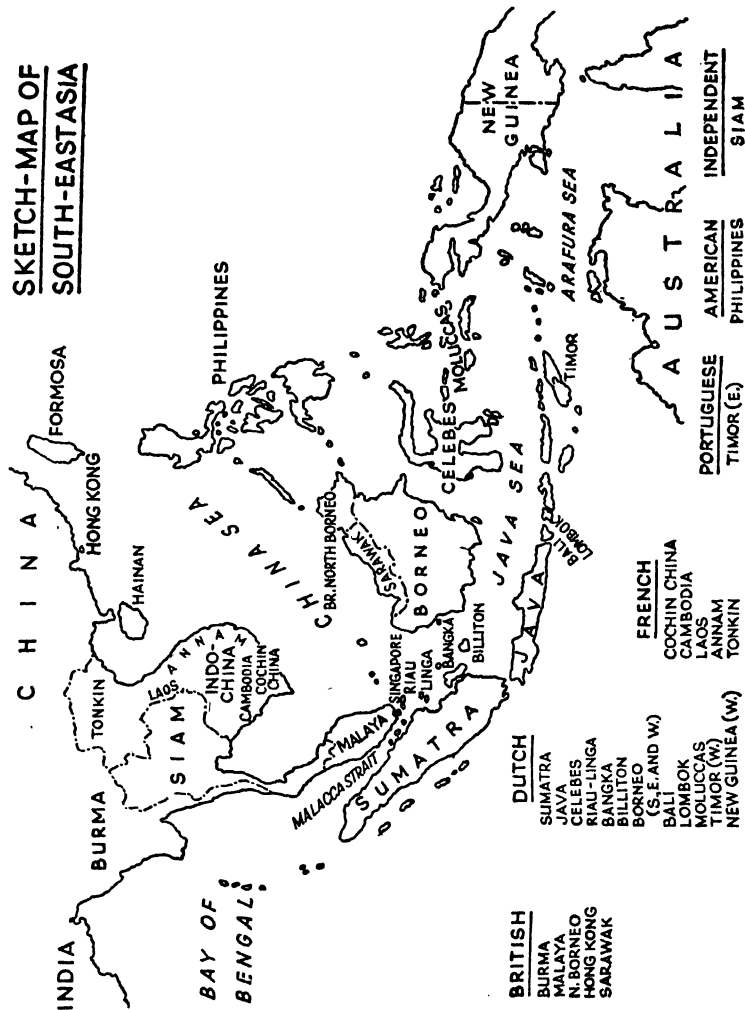 SKETCH-MAP OF
SOUTH-EASTASIA
CHINA
INDIA
BURMA
TONKIN
HONG KONG
FORMOSA
HAINAN
LAOS
ANNAM
SIAM
INDO-
CHINA
CAMBODIA
COCHIN
CHINA
BAY OF
BENGAL
CHINA SEA
PHILIPPINES
MALAYA
MALACCA STRAIT
SINGAPORE
RIAU
LINGA
BR. NORTH BORNEO
SARAWAK
BORNEO
SUMATRA
BANGKA
BILLITON
CELEBES
MOLUCCAS
NEW
GUINEA
JAVA SEA
JAVA
BALI
LOMBOK
TIMOR
ARAFURA SEA
AUSTRALIA
BRITISH
BURMA
MALAYA
N. BORNEO
HONG KONG
SARAWAK
DUTCH
SUMATRA
JAVA
CELEBES
RIAU-LINGA
BANGKA
BILLITON
BORNEO
(S., E. AND W.)
BALI
LOMBOK
MOLUCCAS
TIMOR (W.)
NEW GUINEA (W.)
FRENCH
COCHIN CHINA
CAMBODIA
LAOS
ANNAM
TONKIN
PORTUGUESE
TIMOR (E.)
AMERICAN
PHILIPPINES
INDEPENDENT
SIAM